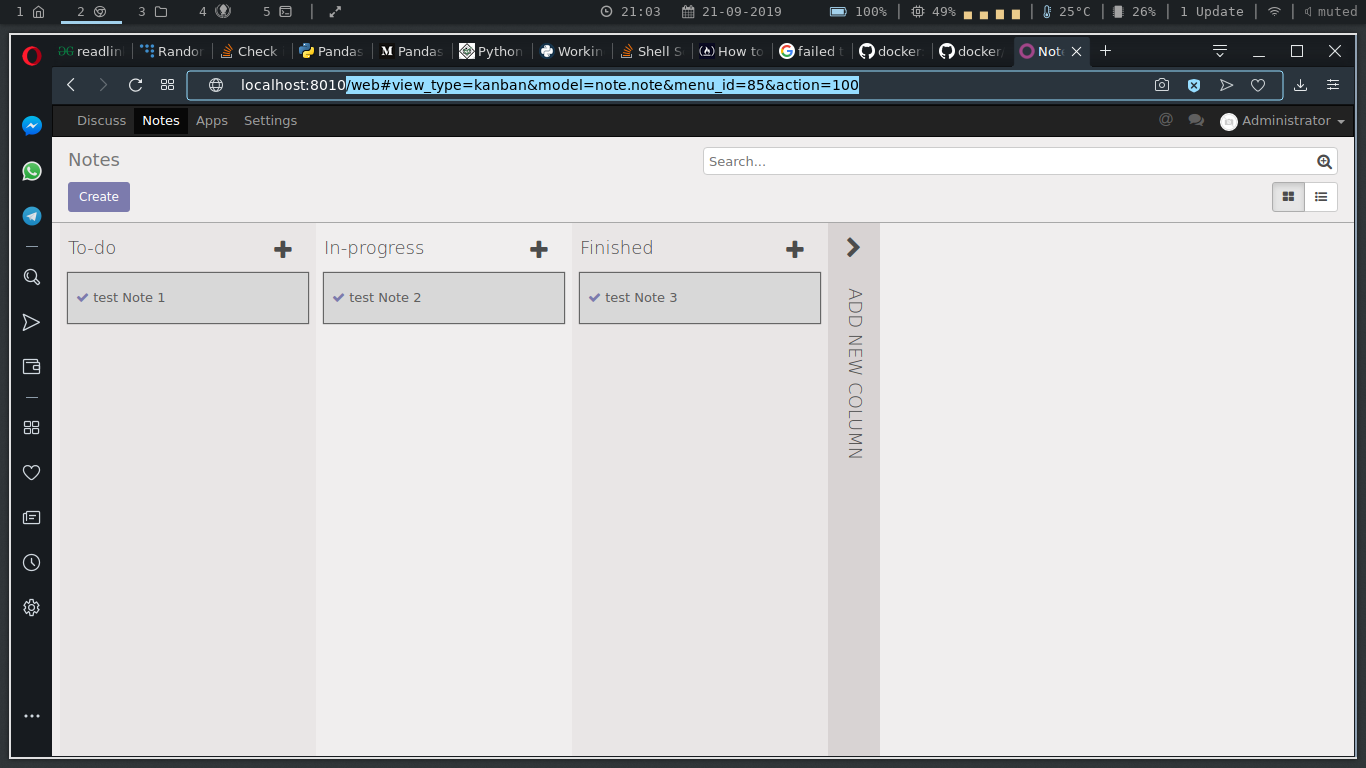 1 2 3 4 5 21:03 21-09-2019 100% 49% 25°C 26% 1 Update muted
readlin Randor Check Pandas Pandas Python Workin Shell S How to failed t docker- docker/ Note
localhost:8010/web#view_type=kanban&model=note.note&menu_id=85&action=100
Discuss Notes Apps Settings @ Administrator
Notes Search...
Create
To-do In-progress Finished
test Note 1 test Note 2 test Note 3
ADD NEW COLUMN